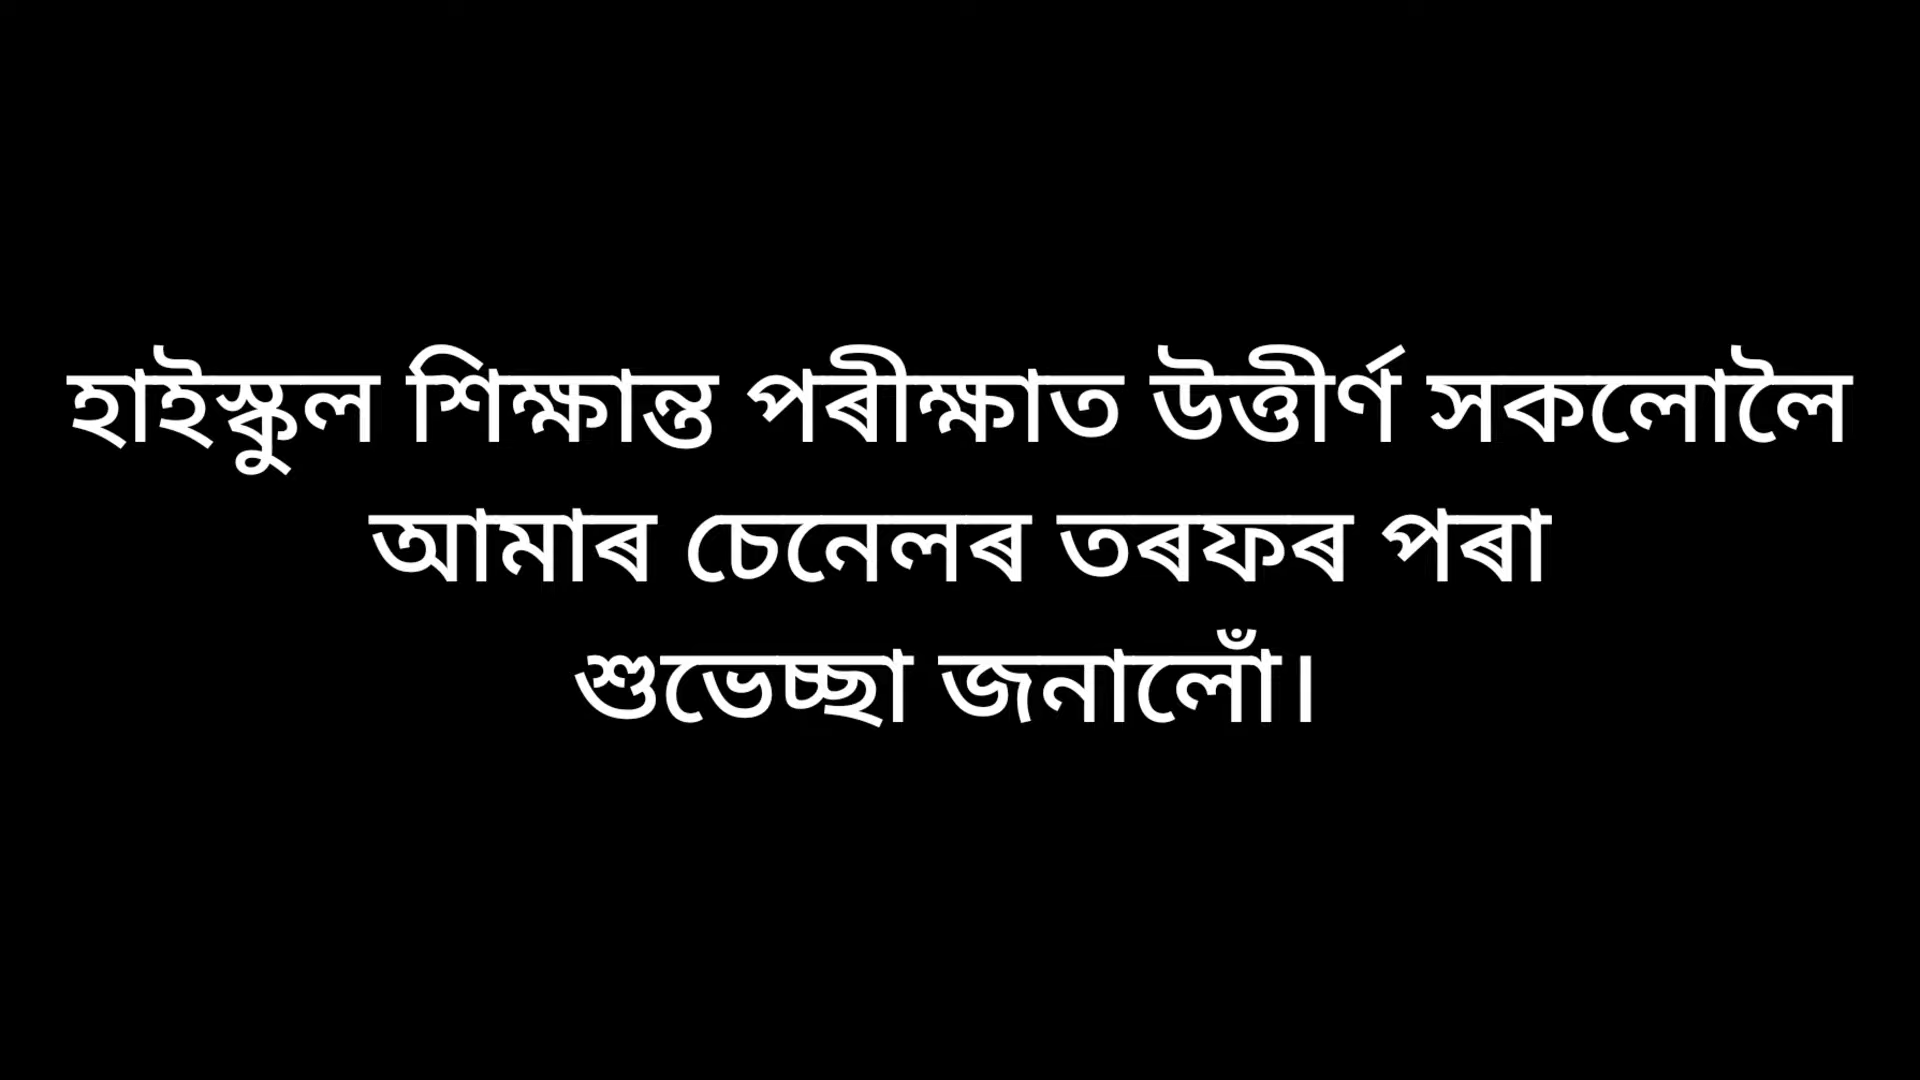 হাইস্কুল শিক্ষান্ত পৰীক্ষাত উত্তীৰ্ণ সকলোলৈ
আমাৰ চেনেলৰ তৰফৰ পৰা
শুভেচ্ছা জনালোঁ।